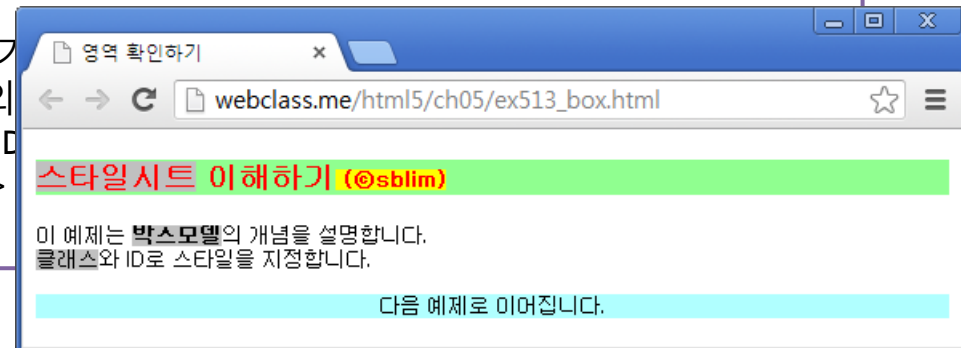 영역 확인하기
webclass.me/html5/ch05/ex513_box.html
스타일시트 이해하기 (©sblim)
이 예제는 박스모델의 개념을 설명합니다.
클래스와 ID로 스타일을 지정합니다.
다음 예제로 이어집니다.